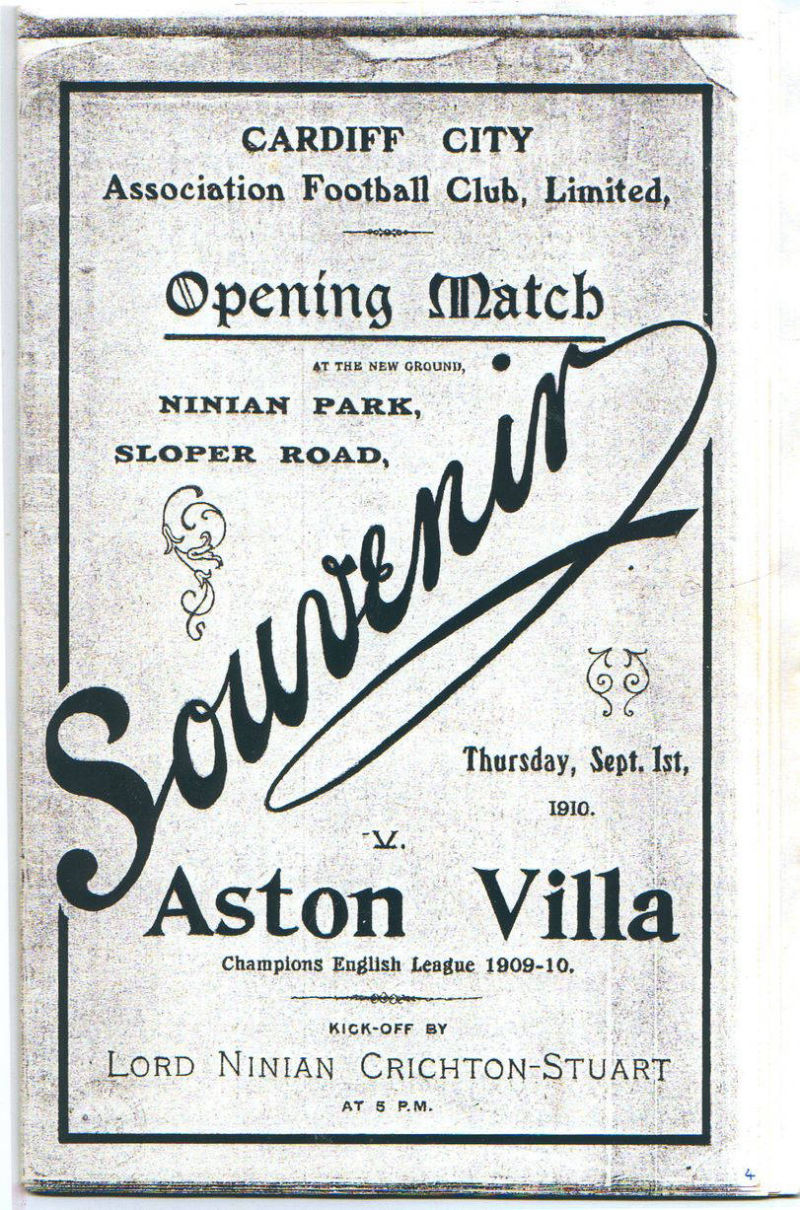 CARDIFF CITY
Association Football Club, Limited,
Opening Match
AT THE NEW GROUND,
NINIAN PARK,
SLOPER ROAD,
Souvenir
Thursday, Sept. 1st,
1910.
V.
Aston Villa
Champions English League 1909-10.
KICK-OFF BY
LORD NINIAN CRICHTON-STUART
AT 5 P.M.
4